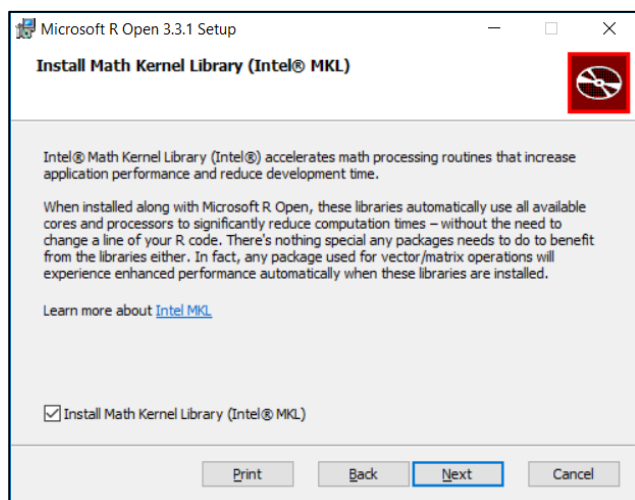 Microsoft R Open 3.3.1 Setup
Install Math Kernel Library (Intel® MKL)
Intel® Math Kernel Library (Intel®) accelerates math processing routines that increase
application performance and reduce development time.
When installed along with Microsoft R Open, these libraries automatically use all available
cores and processors to significantly reduce computation times – without the need to
change a line of your R code. There's nothing special any packages needs to do to benefit
from the libraries either. In fact, any package used for vector/matrix operations will
experience enhanced performance automatically when these libraries are installed.
Learn more about Intel MKL
Install Math Kernel Library (Intel® MKL)
Print Back Next Cancel